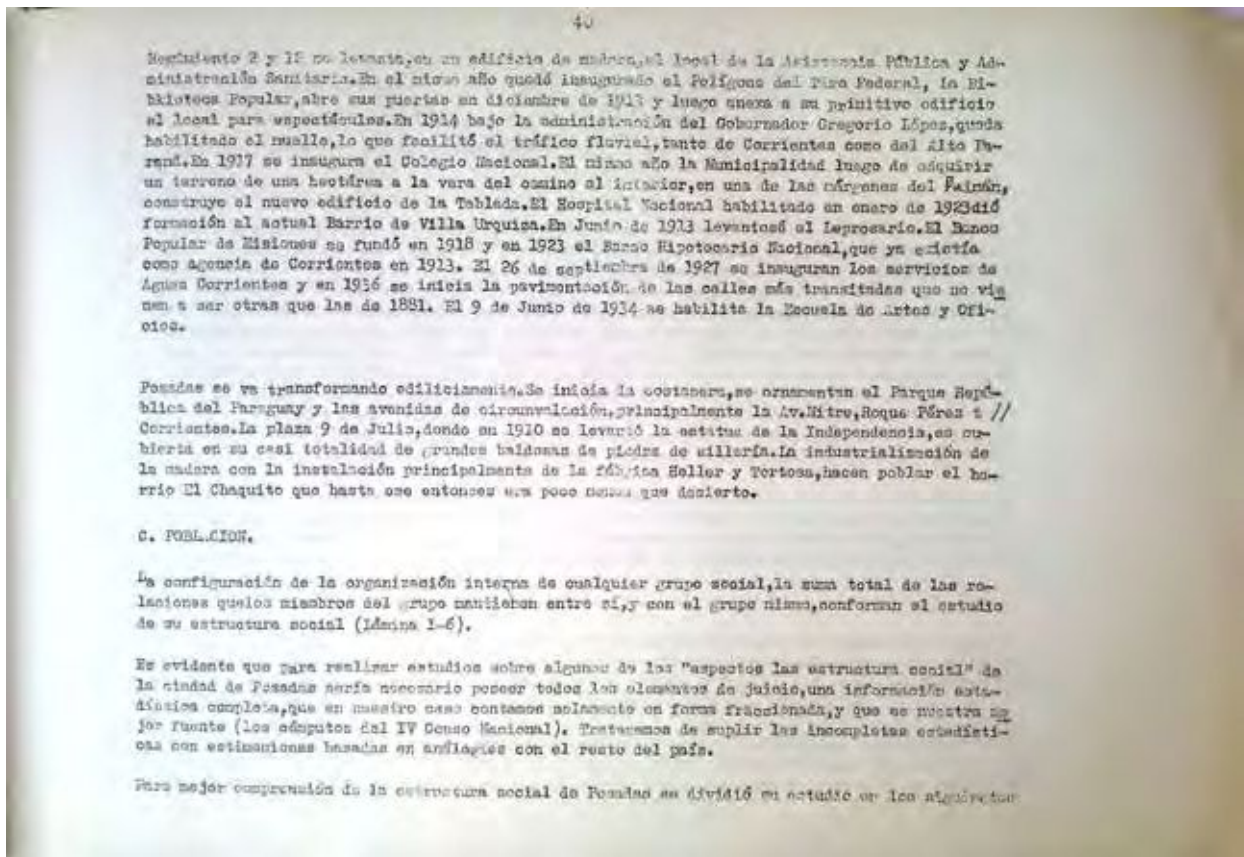 40
Nacimiento 2 y 12 se levanta,en un edificio de madera,el local de la Asistencia Pública y Ad-
ministración Sanitaria.En el mismo año quedó inaugurado el Polígono del Tiro Federal, la Bi-
blioteca Popular,abre sus puertas en diciembre de 1913 y luego anexa a su primitivo edificio
el local para espectáculos.En 1914 bajo la administración del Gobernador Gregorio López,queda
habilitado el muelle,lo que facilitó el tráfico fluvial,tanto de Corrientes como del Alto Pa-
raná.En 1917 se inaugura el Colegio Nacional.El mismo año la Municipalidad luego de adquirir
un terreno de una hectárea a la vera del camino al interior,en una de las márgenes del
construye el nuevo edificio de la Tablada.El Hospital Nacional habilitado en enero de 1923dió
formación al actual Barrio de Villa Urquiza.En Junio de 1913 levantosé el Leprosario.El Banco
Popular de Misiones se fundó en 1918 y en 1923 el Banco Hipotecario Nacional,que ya existía
como agencia de Corrientes en 1913. El 26 de septiembre de 1927 se inauguran los servicios de
Aguas Corrientes y en 1936 se inicia la pavimentación de las calles más transitadas que no vie
nen a ser otras que las de 1881. El 9 de Junio de 1934 se habilita la Escuela de Artes y Ofi-
cios.
Posadas se va transformando ediliciamente.Se inicia la costanera,se ornamentan el Parque Repú-
blica del Paraguay y las avenidas de circunvalación,principalmente la Av.Mitre,Roque Pérez t //
Corrientes.La plaza 9 de Julio,donde en 1910 se levantó la estatua de la Independencia,es cu-
bierta en su casi totalidad de grandes baldosas de piedra de sillería.La industrialización de
la madera con la instalación principalmente de la fábrica Heller y Tortosa,hacen poblar el ba-
rrio El Chaquito que hasta ese entonces era poco menos que desierto.
C. POBLACION.
La configuración de la organización interna de cualquier grupo social,la suma total de las re-
laciones quelos miembros del grupo mantienen entre sí,y con el grupo mismo,conforman el estudio
de su estructura social (Lámina 1-6).
Es evidente que para realizar estudios sobre algunos de los "aspectos las estructura social" de
la ciudad de Posadas sería necesario poseer todos los elementos de juicio,una información esta-
dística completa,que en nuestro caso contamos solamente en forma fraccionada,y que es nuestra me
jor fuente (los cómputos del IV Censo Nacional). Trataremos de suplir las incompletas estadísti-
cas con estimaciones basadas en análogies con el resto del país.
Para mejor comprensión de la estructura social de Posadas se dividió su estudio en los siguientes